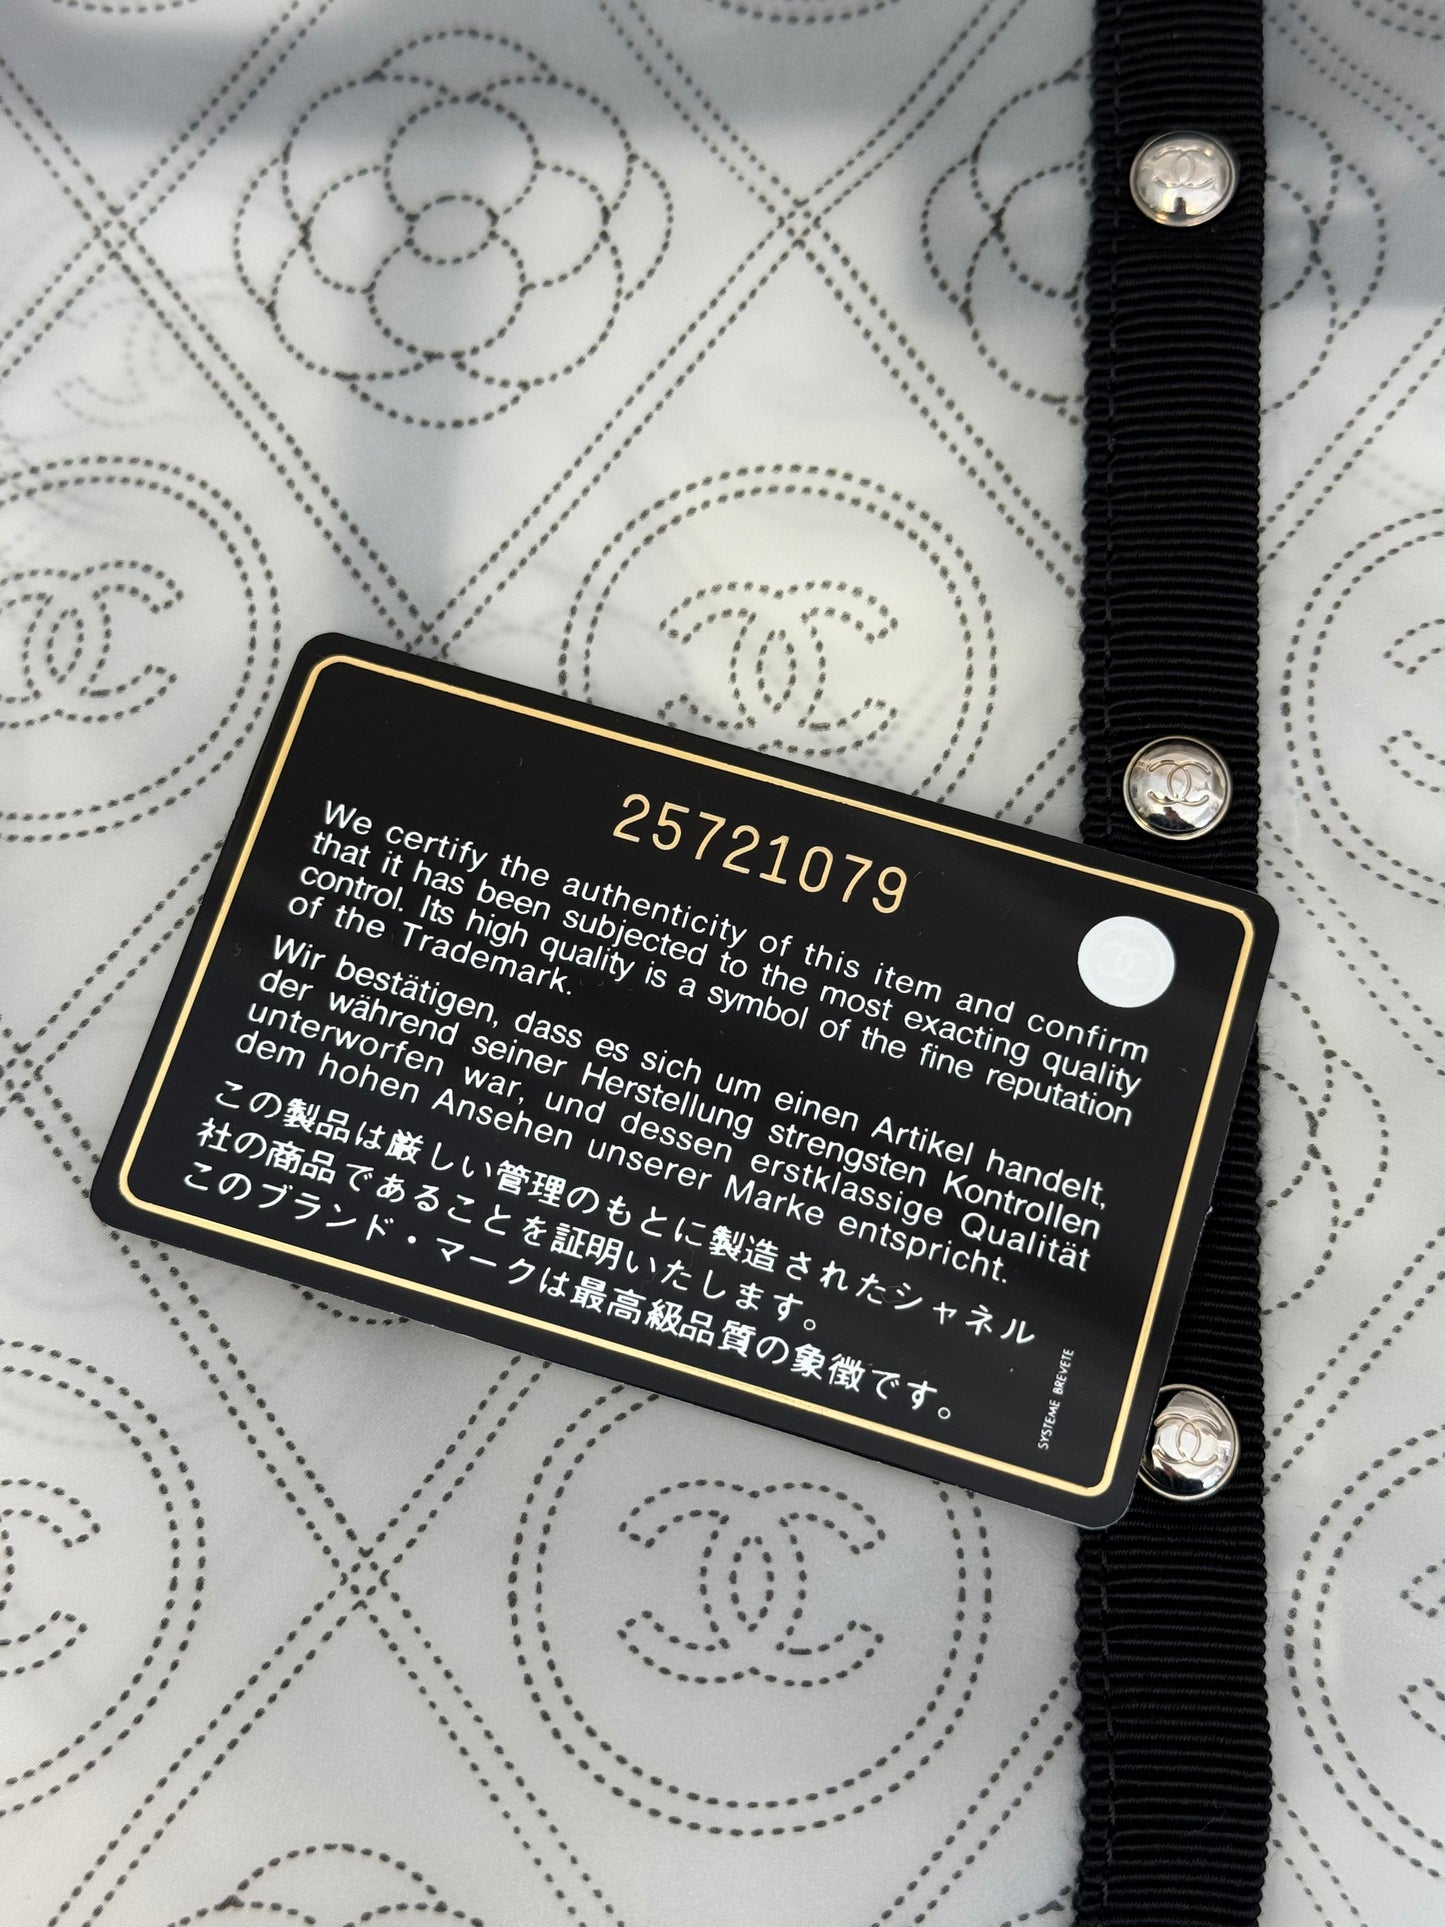 25721079
We certify the authenticity of this item and confirm
that it has been subjected to the most exacting quality
control. Its high quality is a symbol of the fine reputation
of the Trademark.
Wir bestätigen, dass es sich um einen Artikel handelt,
der während seiner Herstellung strengsten Kontrollen
unterworfen war, und dessen erstklassige Qualität
dem hohen Ansehen unserer Marke entspricht.
この製品は厳しい管理のもとに製造されたシャネル
社の商品であることを証明いたします。
このブランド・マークは最高級品質の象徴です。
SYSTEME BREVETE